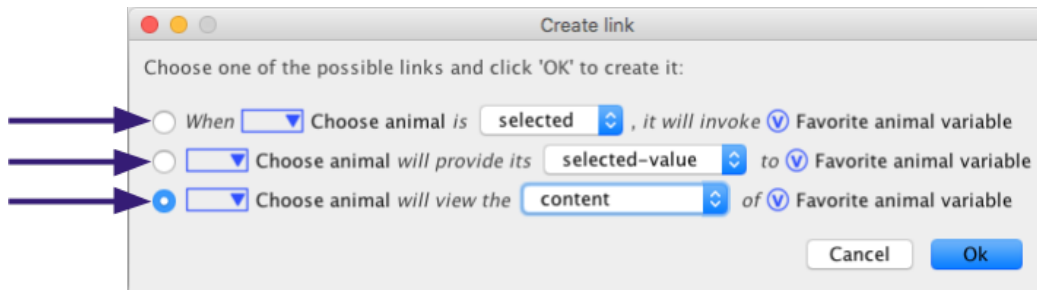 Create link
Choose one of the possible links and click 'OK' to create it:
When Choose animal is selected , it will invoke V Favorite animal variable
Choose animal will provide its selected-value to V Favorite animal variable
Choose animal will view the content of V Favorite animal variable
Cancel Ok